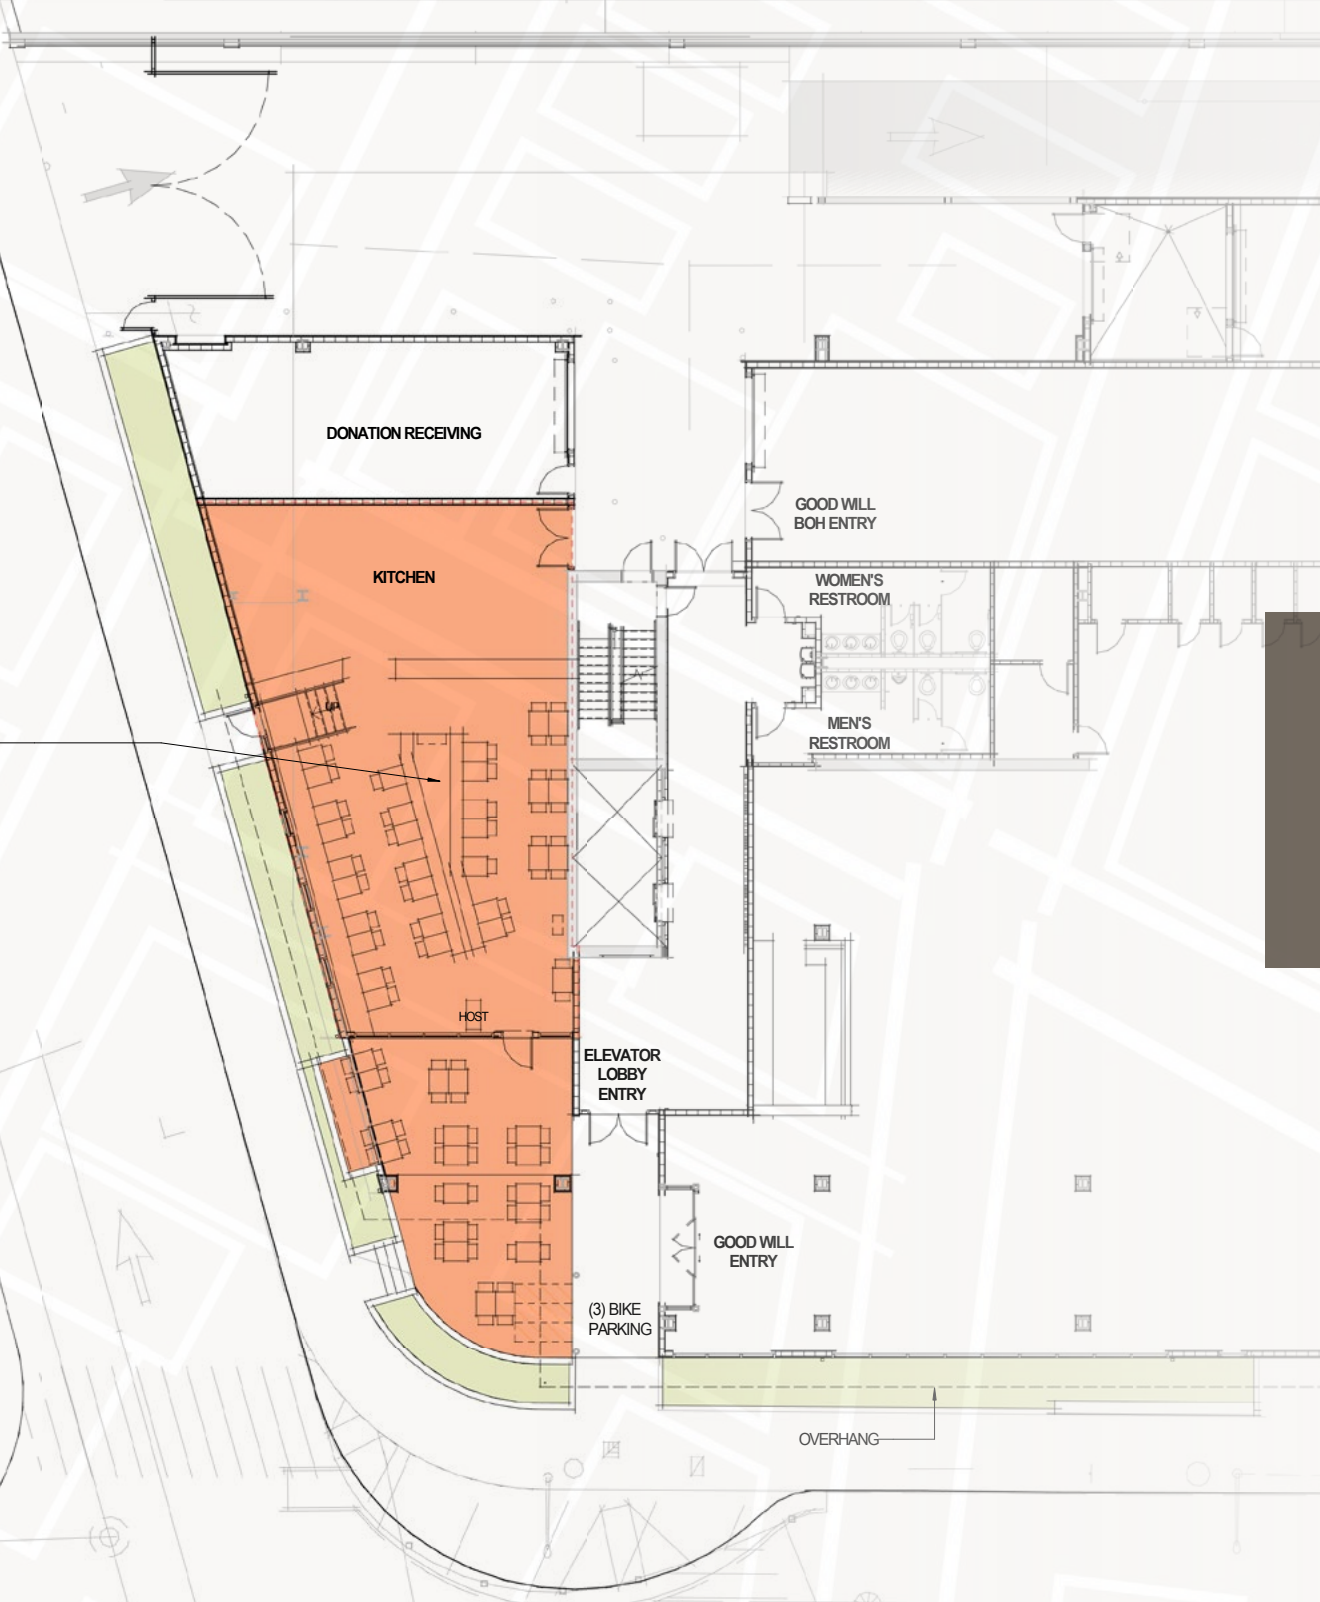 DONATION RECEIVING
GOOD WILL
BOH ENTRY
KITCHEN
WOMEN'S
RESTROOM
MEN'S
RESTROOM
HOST
ELEVATOR
LOBBY
ENTRY
GOOD WILL
ENTRY
(3) BIKE
PARKING
OVERHANG